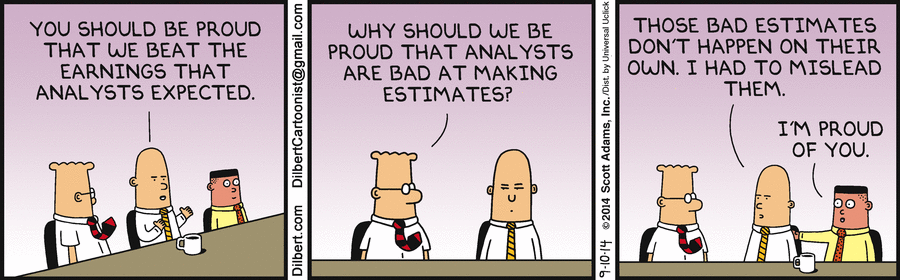 YOU SHOULD BE PROUD
THAT WE BEAT THE
EARNINGS THAT
ANALYSTS EXPECTED.
Dilbert.com DilbertCartoonist@gmail.com
WHY SHOULD WE BE
PROUD THAT ANALYSTS
ARE BAD AT MAKING
ESTIMATES?
9-10-14 ©2014 Scott Adams, Inc. /Dist. by Universal Uclick
THOSE BAD ESTIMATES
DON'T HAPPEN ON THEIR
OWN. I HAD TO MISLEAD
THEM.
I'M PROUD
OF YOU.